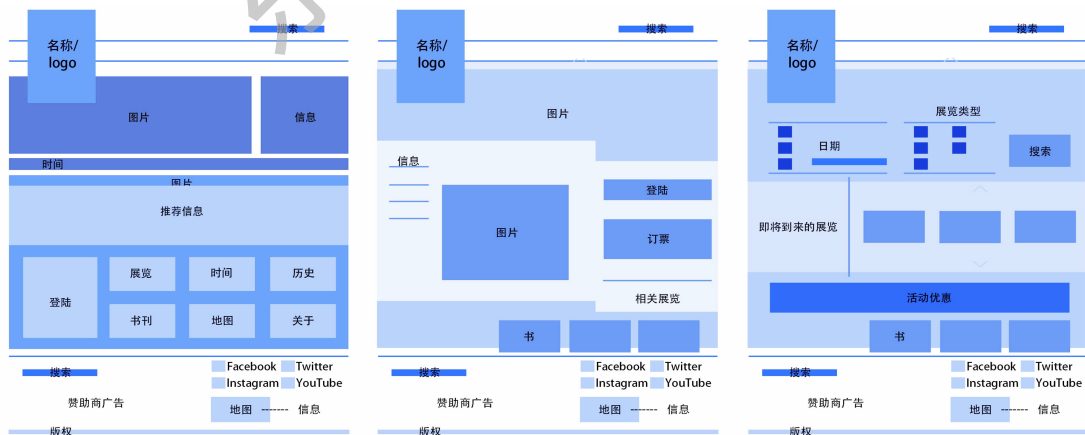 搜索
名称/
logo
图片
信息
时间
图片
推荐信息
登陆
展览
时间
历史
书刊
地图
关于
搜索
Facebook
Twitter
Instagram
YouTube
赞助商广告
地图
信息
版权
搜索
名称/
logo
图片
信息
图片
登陆
订票
相关展览
书
搜索
Facebook
Twitter
Instagram
YouTube
赞助商广告
地图
信息
版权
搜索
名称/
logo
展览类型
日期
搜索
即将到来的展览
活动优惠
书
搜索
Facebook
Twitter
Instagram
YouTube
赞助商广告
地图
信息
版权